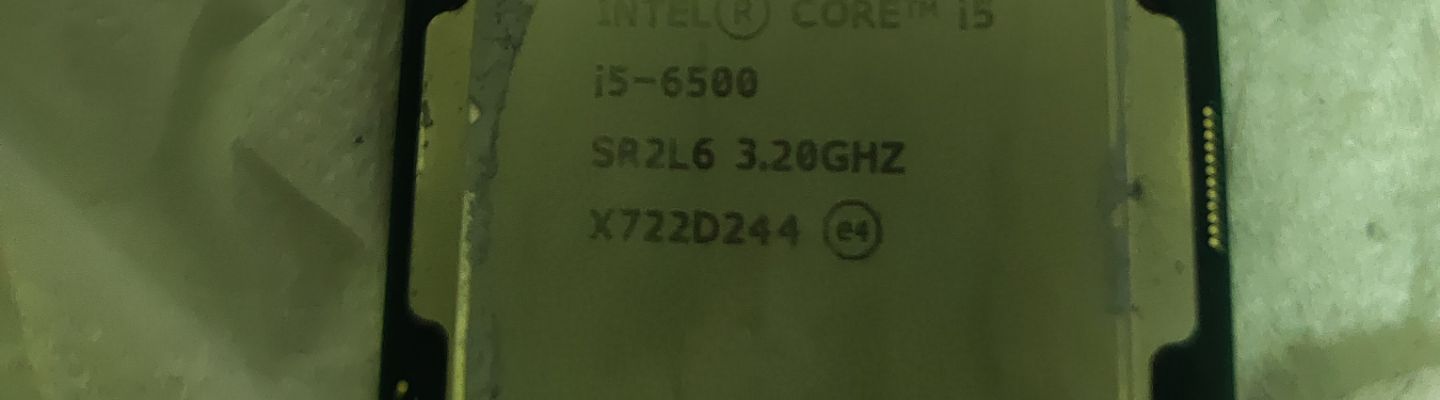 INTEL® CORE™ i5
i5-6500
SR2L6 3.20GHZ
X722D244 e4